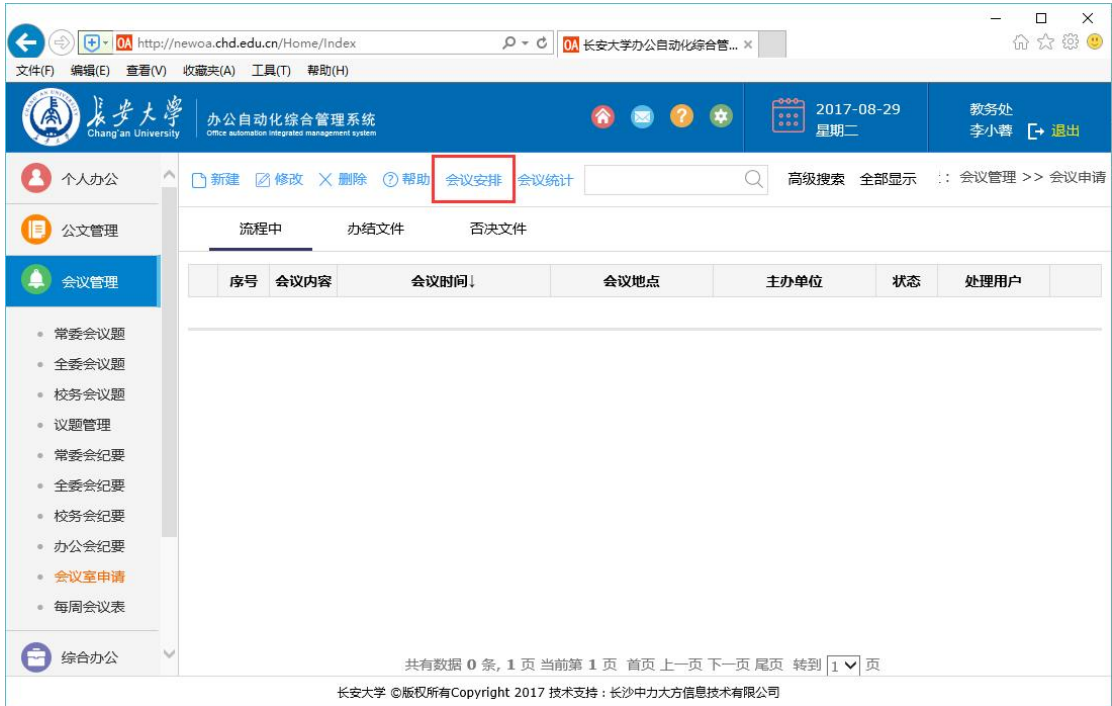 http://newoa.chd.edu.cn/Home/Index OA 长安大学办公自动化综合管... ×
文件(F) 编辑(E) 查看(V) 收藏夹(A) 工具(T) 帮助(H)
长安大学 办公自动化综合管理系统 2017-08-29 教务处
Chang'an University Office automation integrated management system 星期二 李小蓉 退出
个人办公
新建 修改 删除 帮助 会议安排 会议统计 高级搜索 全部显示 :: 会议管理 >> 会议申请
公文管理
流程中 办结文件 否决文件
会议管理
序号 会议内容 会议时间↓ 会议地点 主办单位 状态 处理用户
常委会议题
全委会议题
校务会议题
议题管理
常委会纪要
全委会纪要
校务会纪要
办公会纪要
会议室申请
每周会议表
综合办公
共有数据 0 条, 1 页 当前第 1 页 首页 上一页 下一页 尾页 转到 1 页
长安大学 ©版权所有Copyright 2017 技术支持：长沙中力大方信息技术有限公司